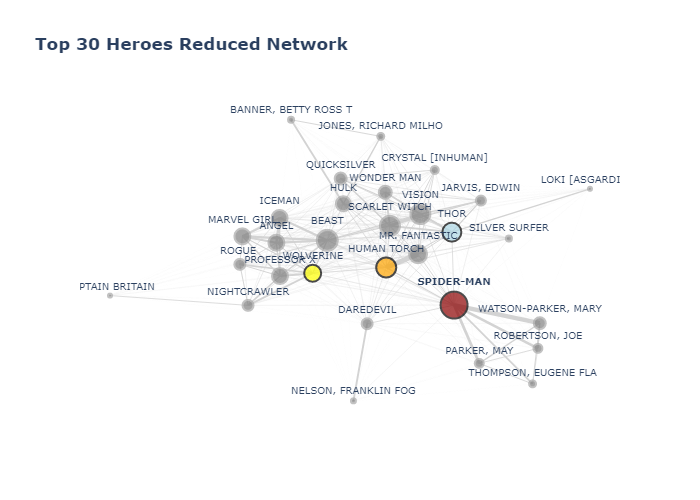 Top 30 Heroes Reduced Network
BANNER, BETTY ROSS T
JONES, RICHARD MILHO
CRYSTAL [INHUMAN]
QUICKSILVER
WONDER MAN
LOKI [ASGARDI
HULK
VISION
JARVIS, EDWIN
ICEMAN
SCARLET WITCH
THOR
MARVEL GIRL
ANGEL
BEAST
SILVER SURFER
MR. FANTASTIC
ROGUE
HUMAN TORCH
PROFESSOR X
WOLVERINE
SPIDER-MAN
PTAIN BRITAIN
NIGHTCRAWLER
DAREDEVIL
WATSON-PARKER, MARY
ROBERTSON, JOE
PARKER, MAY
THOMPSON, EUGENE FLA
NELSON, FRANKLIN FOG